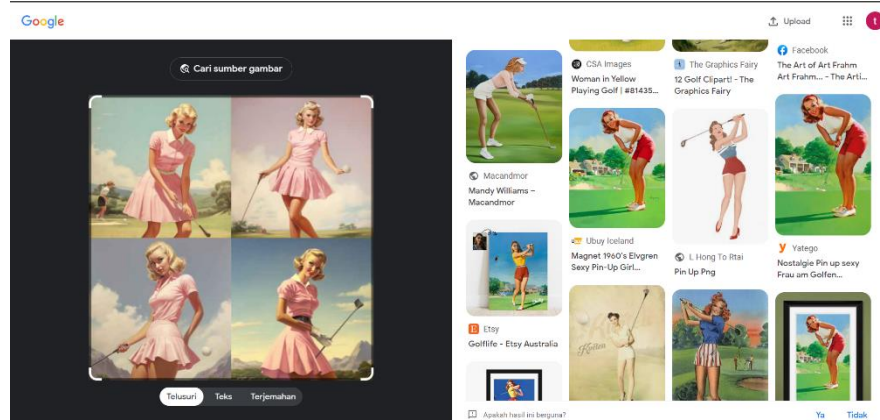 Google
Upload
t
Cari sumber gambar
Telusuri
Teks
Terjemahan
Macandmor
Mandy Williams –
Macandmor
Etsy
Golflife - Etsy Australia
CSA Images
Woman in Yellow
Playing Golf | #81435...
Ubuy Iceland
Magnet 1960's Elvgren
Sexy Pin-Up Girl...
The Graphics Fairy
12 Golf Clipart! - The
Graphics Fairy
L Hong To Rtai
Pin Up Png
Facebook
The Art of Art Frahm
Art Frahm... - The Arti...
Yatego
Nostalgie Pin up sexy
Frau am Golfen...
Apakah hasil ini berguna?
Ya
Tidak